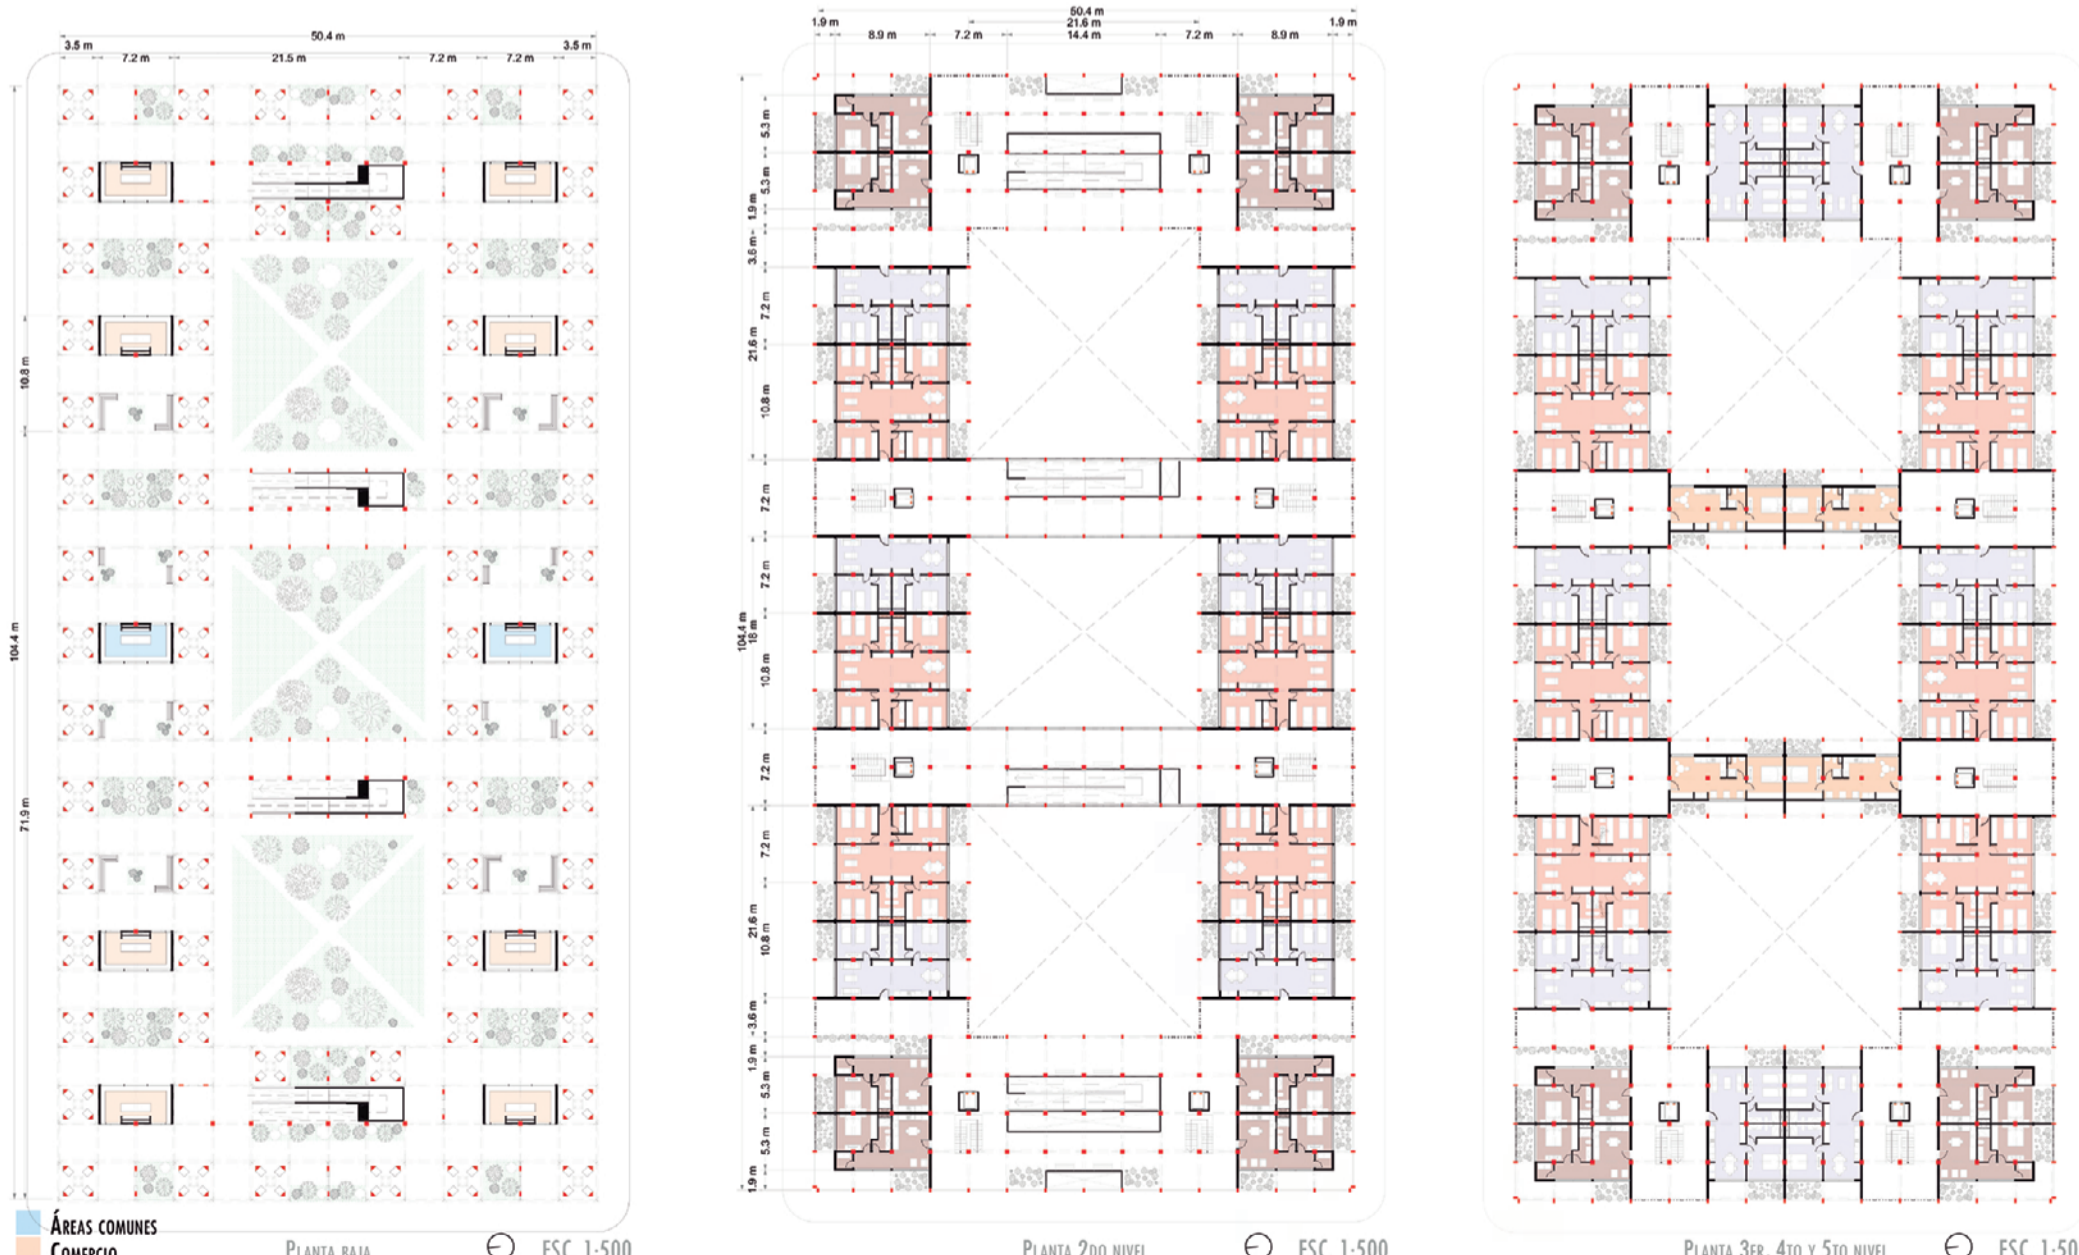 50.4 m
3.5 m
3.5 m
7.2 m
21.5 m
7.2 m
7.2 m
10.8 m
104.4 m
71.9 m
ÁREAS COMUNES
COMERCIO
PLANTA BAJA
ESC 1:500
50.4 m
1.9 m
21.6 m
1.9 m
8.9 m
7.2 m
14.4 m
7.2 m
8.9 m
5.3 m
5.3 m
1.9 m
3.6 m
7.2 m
21.6 m
10.8 m
7.2 m
7.2 m
104.4 m
18 m
10.8 m
7.2 m
7.2 m
21.6 m
10.8 m
3.6 m
1.9 m
5.3 m
5.3 m
1.9 m
PLANTA 2DO NIVEL
ESC 1:500
PLANTA 3ER, 4TO Y 5TO NIVEL
ESC 1:50